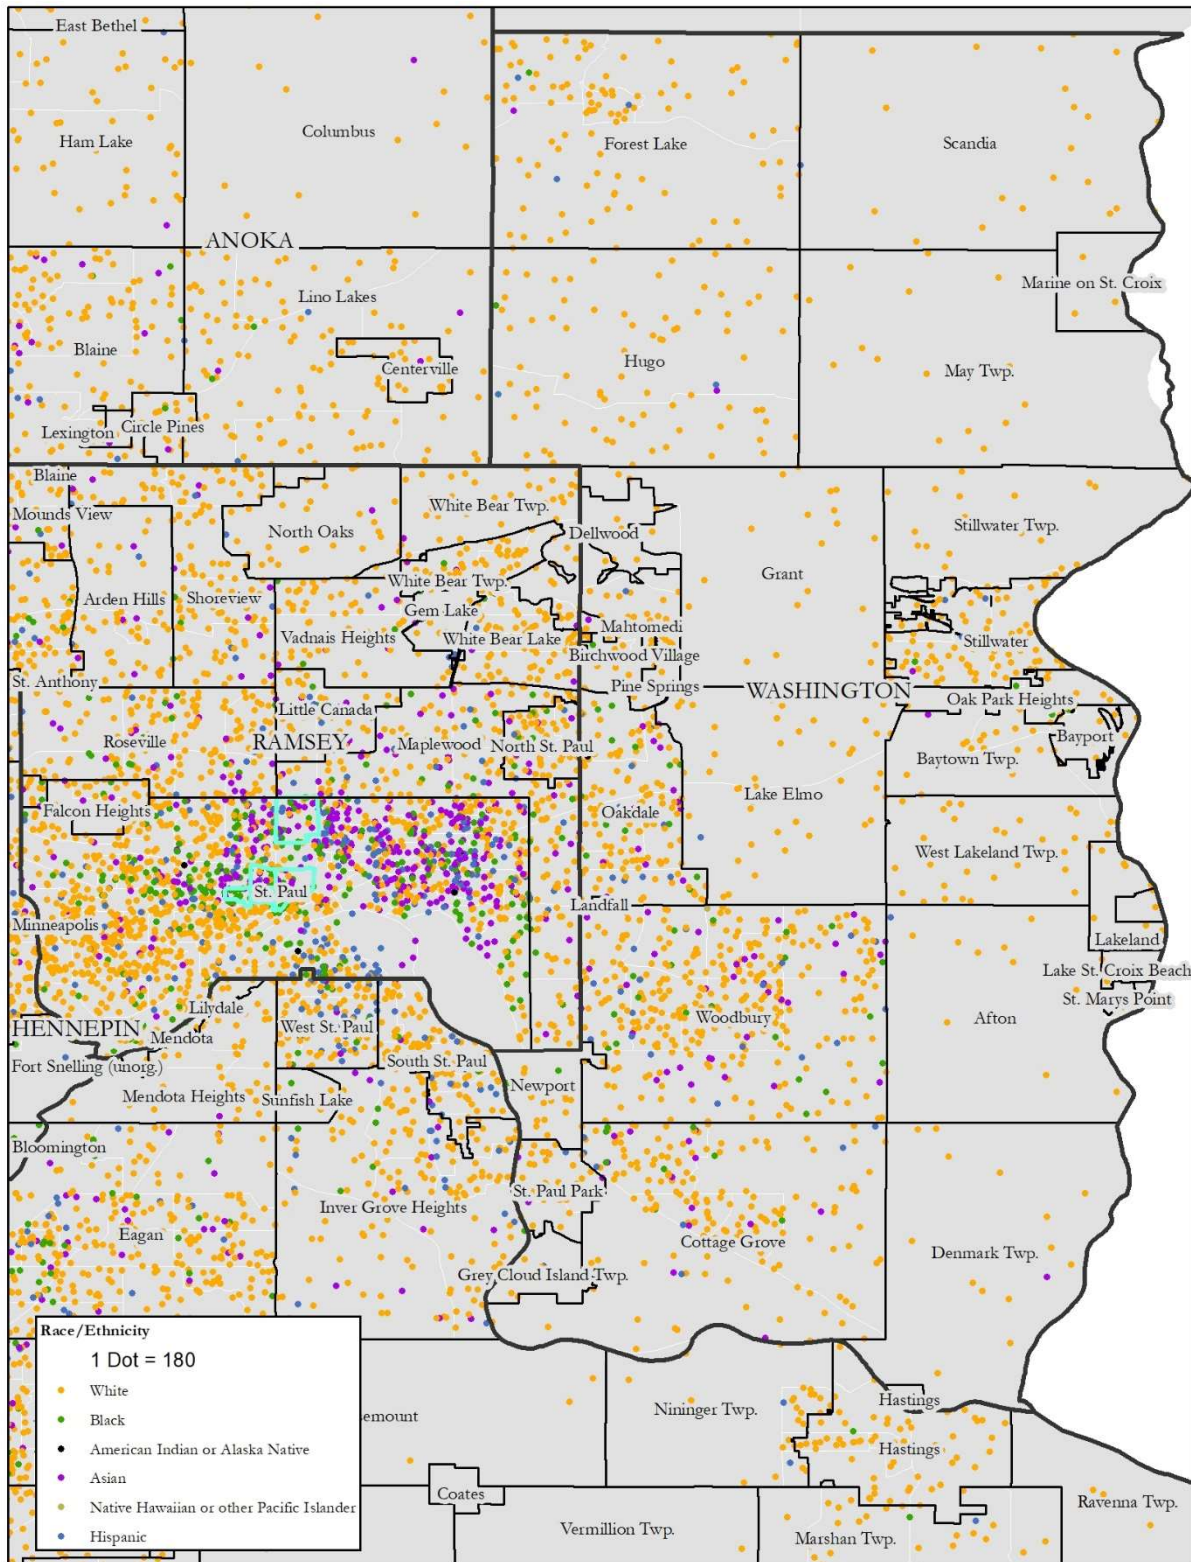 East Bethel
Ham Lake
Columbus
Forest Lake
Scandia
ANOKA
Lino Lakes
Marine on St. Croix
Blaine
Centerville
Hugo
May Twp.
Lexington
Circle Pines
Blaine
Mounds View
North Oaks
White Bear Twp.
Dellwood
Stillwater Twp.
Arden Hills
Shoreview
White Bear Twp.
Grant
Gem Lake
Vadnais Heights
White Bear Lake
Mahtomedi
Stillwater
Birchwood Village
St. Anthony
Pine Springs
WASHINGTON
Oak Park Heights
Little Canada
Roseville
RAMSEY
Maplewood
North St. Paul
Bayport
Baytown Twp.
Falcon Heights
Oakdale
Lake Elmo
West Lakeland Twp.
St. Paul
Landfall
Minneapolis
Lakeland
Lake St. Croix Beach
St. Marys Point
Lilydale
HENNEPIN
Mendota
West St. Paul
Woodbury
Afton
Fort Snelling (unorg.)
South St. Paul
Mendota Heights
Sunfish Lake
Newport
Bloomington
St. Paul Park
Inver Grove Heights
Eagan
Cottage Grove
Denmark Twp.
Grey Cloud Island Twp.
Race/Ethnicity
1 Dot = 180
White
Black
American Indian or Alaska Native
Asian
Native Hawaiian or other Pacific Islander
Hispanic
emount
Nininger Twp.
Hastings
Hastings
Coates
Vermillion Twp.
Marshan Twp.
Ravenna Twp.